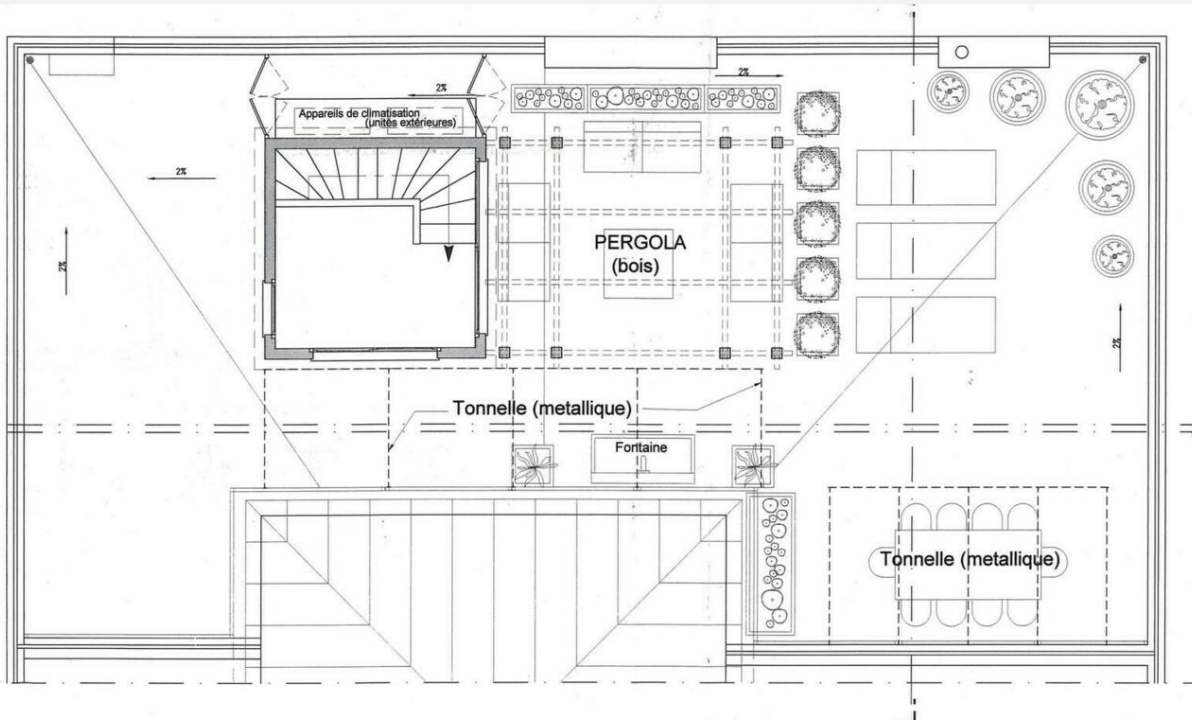 2%
2%
Appareils de climatisation
(unités extérieures)
2%
2%
PERGOLA
(bois)
2%
Tonnelle (metallique)
Fontaine
Tonnelle (metallique)